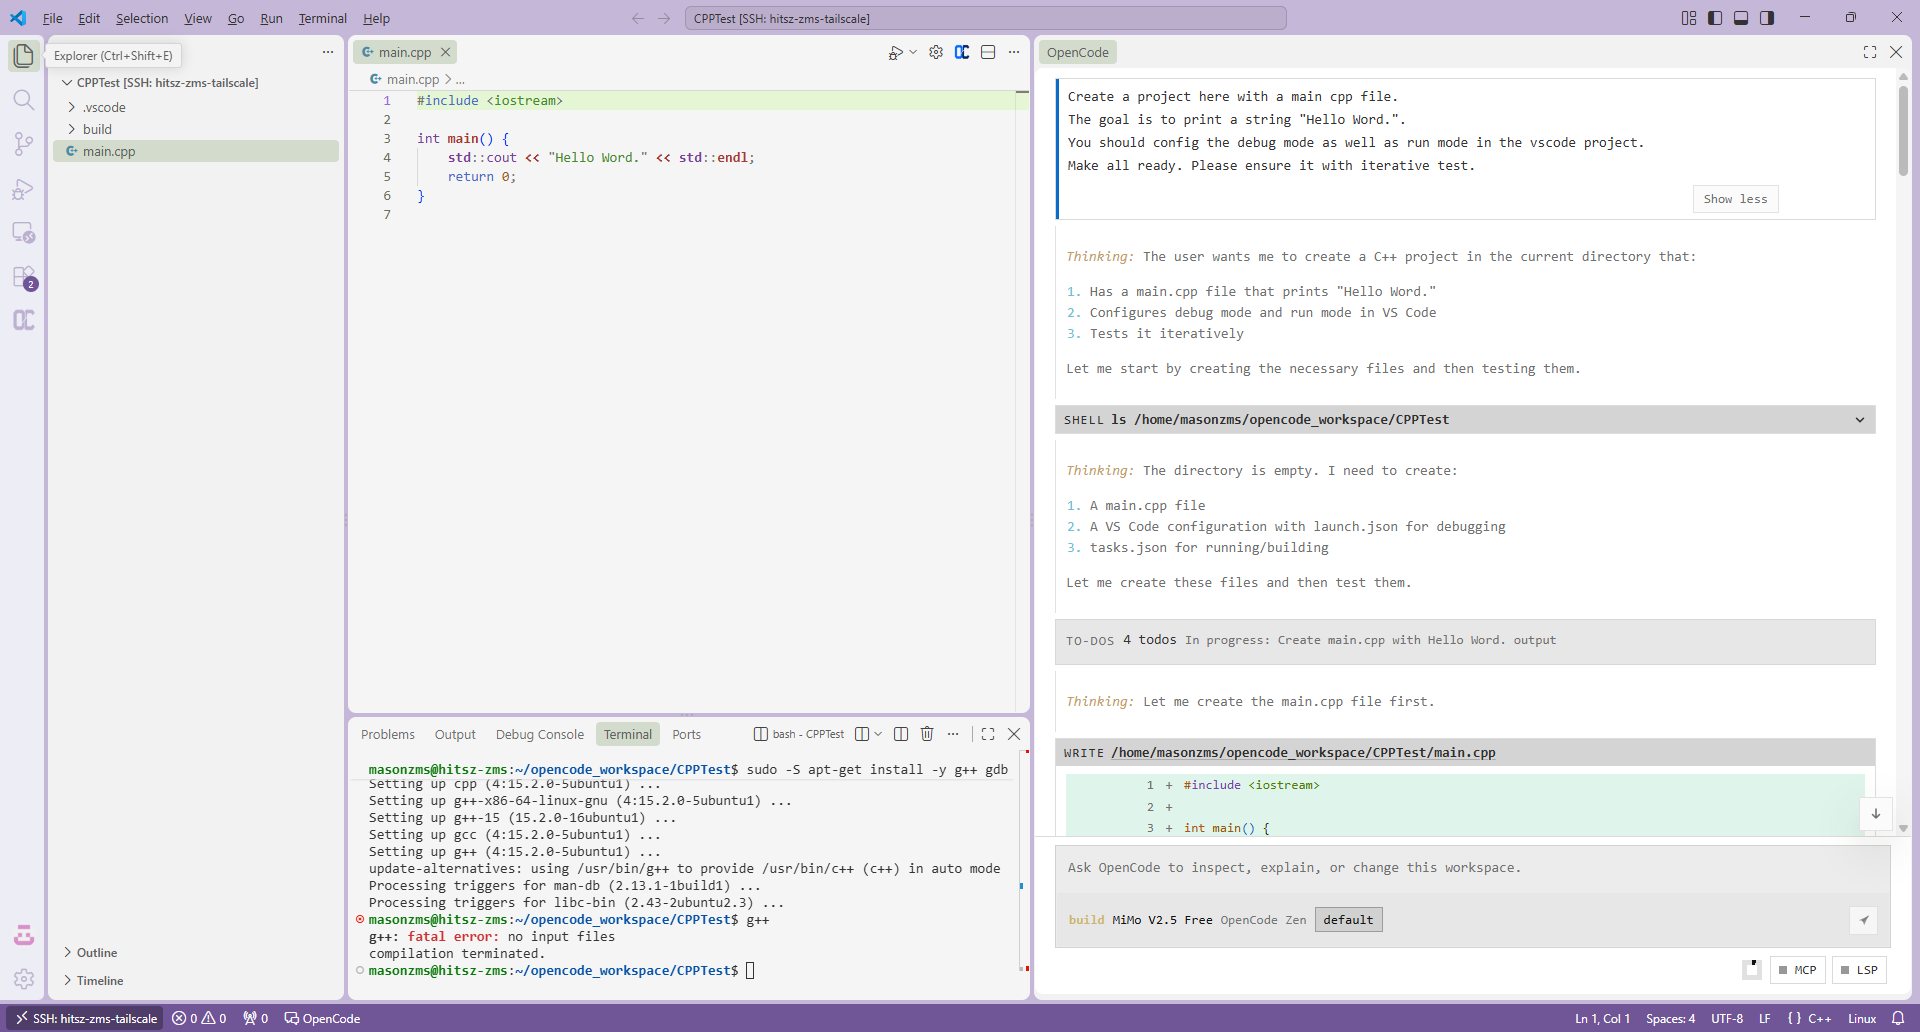 File Edit Selection View Go Run Terminal Help
CPPTest [SSH: hitsz-zms-tailscale]
Explorer (Ctrl+Shift+E)
CPPTest [SSH: hitsz-zms-tailscale]
.vscode
build
main.cpp
2
Outline
Timeline
main.cpp
main.cpp > ...
1 #include <iostream>
2
3 int main() {
4 std::cout << "Hello Word." << std::endl;
5 return 0;
6 }
7
Problems Output Debug Console Terminal Ports bash - CPPTest
masonzms@hitsz-zms:~/opencode_workspace/CPPTest$ sudo -S apt-get install -y g++ gdb
Setting up cpp (4:15.2.0-5ubuntu1) ...
Setting up g++-x86-64-linux-gnu (4:15.2.0-5ubuntu1) ...
Setting up g++-15 (15.2.0-16ubuntu1) ...
Setting up gcc (4:15.2.0-5ubuntu1) ...
Setting up g++ (4:15.2.0-5ubuntu1) ...
update-alternatives: using /usr/bin/g++ to provide /usr/bin/c++ (c++) in auto mode
Processing triggers for man-db (2.13.1-1build1) ...
Processing triggers for libc-bin (2.43-2ubuntu2.3) ...
masonzms@hitsz-zms:~/opencode_workspace/CPPTest$ g++
g++: fatal error: no input files
compilation terminated.
masonzms@hitsz-zms:~/opencode_workspace/CPPTest$
OpenCode
Create a project here with a main cpp file.
The goal is to print a string "Hello Word.".
You should config the debug mode as well as run mode in the vscode project.
Make all ready. Please ensure it with iterative test.
Show less
Thinking: The user wants me to create a C++ project in the current directory that:
1. Has a main.cpp file that prints "Hello Word."
2. Configures debug mode and run mode in VS Code
3. Tests it iteratively
Let me start by creating the necessary files and then testing them.
SHELL ls /home/masonzms/opencode_workspace/CPPTest
Thinking: The directory is empty. I need to create:
1. A main.cpp file
2. A VS Code configuration with launch.json for debugging
3. tasks.json for running/building
Let me create these files and then test them.
TO-DOS 4 todos In progress: Create main.cpp with Hello Word. output
Thinking: Let me create the main.cpp file first.
WRITE /home/masonzms/opencode_workspace/CPPTest/main.cpp
1 + #include <iostream>
2 +
3 + int main() {
Ask OpenCode to inspect, explain, or change this workspace.
build MiMo V2.5 Free OpenCode Zen default
MCP LSP
SSH: hitsz-zms-tailscale 0 0 0 OpenCode Ln 1, Col 1 Spaces: 4 UTF-8 LF {} C++ Linux